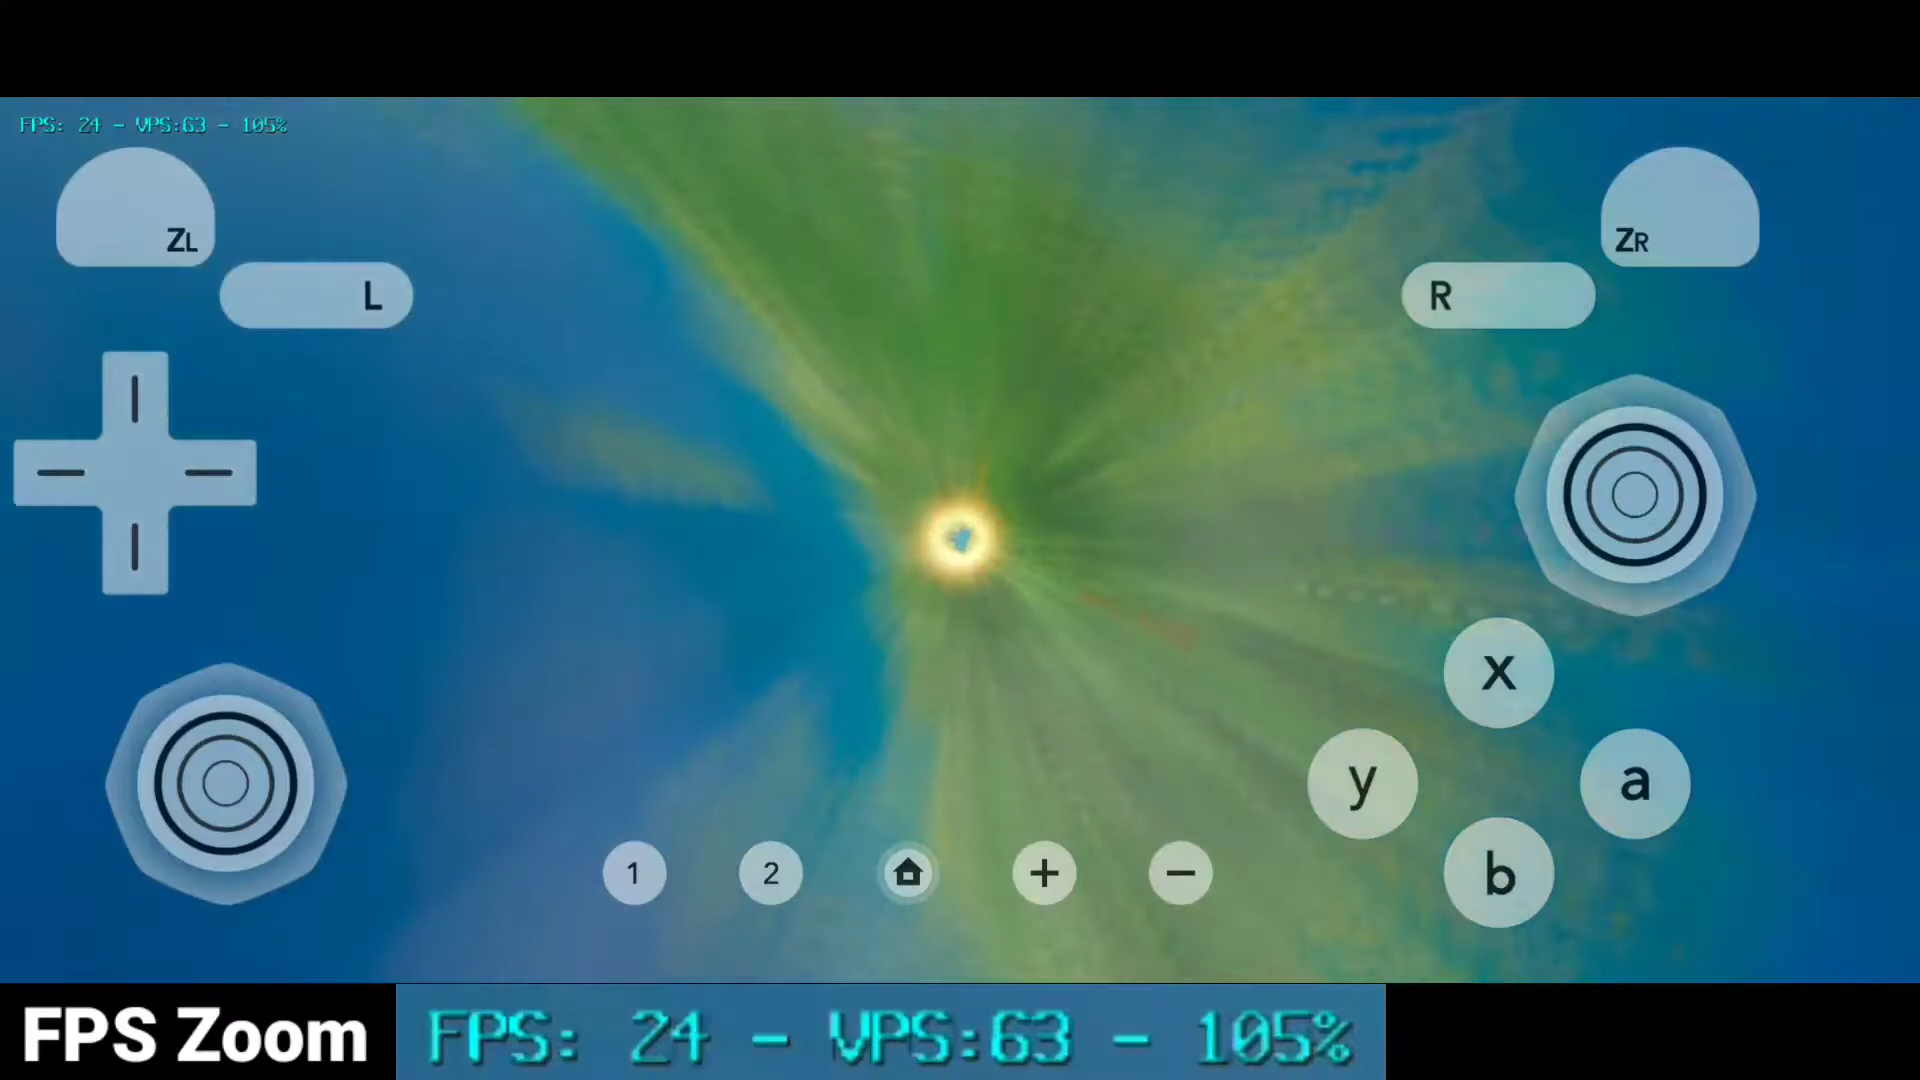 FPS: 24 - VPS:63 - 105%
ZL
ZR
L
R
x
y
a
1
2
+
-
b
FPS Zoom
FPS: 24 - VPS:63 - 105%